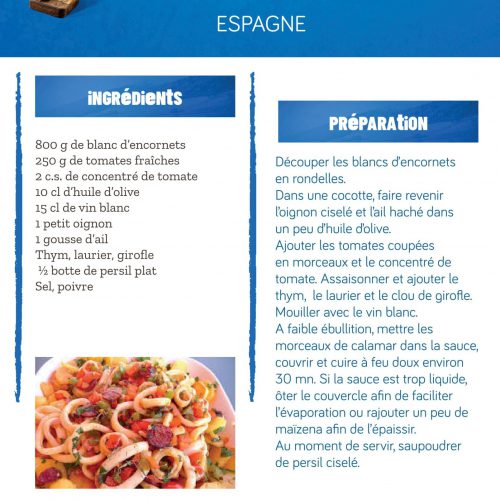 ESPAGNE
iNGRéDieNtS
800 g de blanc d'encornets
250 g de tomates fraîches
2 c.s. de concentré de tomate
10 cl d'huile d'olive
15 cl de vin blanc
1 petit oignon
1 gousse d'ail
Thym, laurier, girofle
½ botte de persil plat
Sel, poivre
PRéPARAtioN
Découper les blancs d'encornets
en rondelles.
Dans une cocotte, faire revenir
l'oignon ciselé et l'ail haché dans
un peu d'huile d'olive.
Ajouter les tomates coupées
en morceaux et le concentré de
tomate. Assaisonner et ajouter le
thym, le laurier et le clou de girofle.
Mouiller avec le vin blanc.
A faible ébullition, mettre les
morceaux de calamar dans la sauce,
couvrir et cuire à feu doux environ
30 mn. Si la sauce est trop liquide,
ôter le couvercle afin de faciliter
l'évaporation ou rajouter un peu de
maïzena afin de l'épaissir.
Au moment de servir, saupoudrer
de persil ciselé.